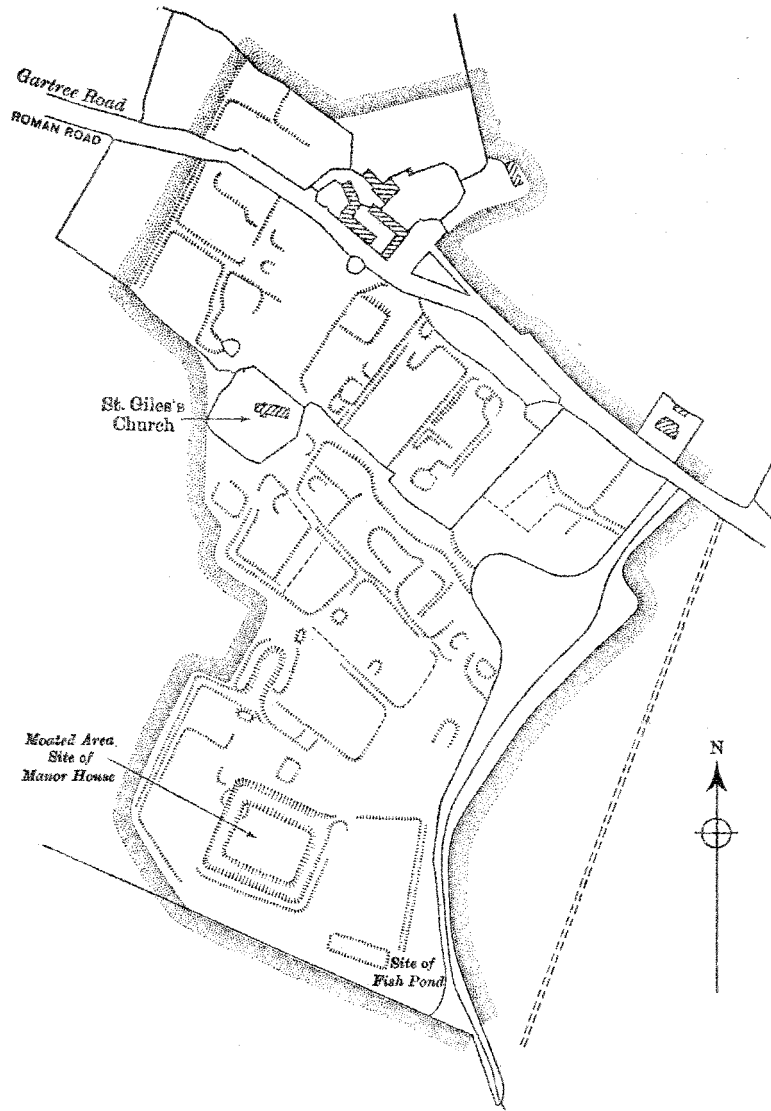 Gartree Road
ROMAN ROAD
St. Giles's
Church
Moated Area
Site of
Manor House
N
Site of
Fish Pond